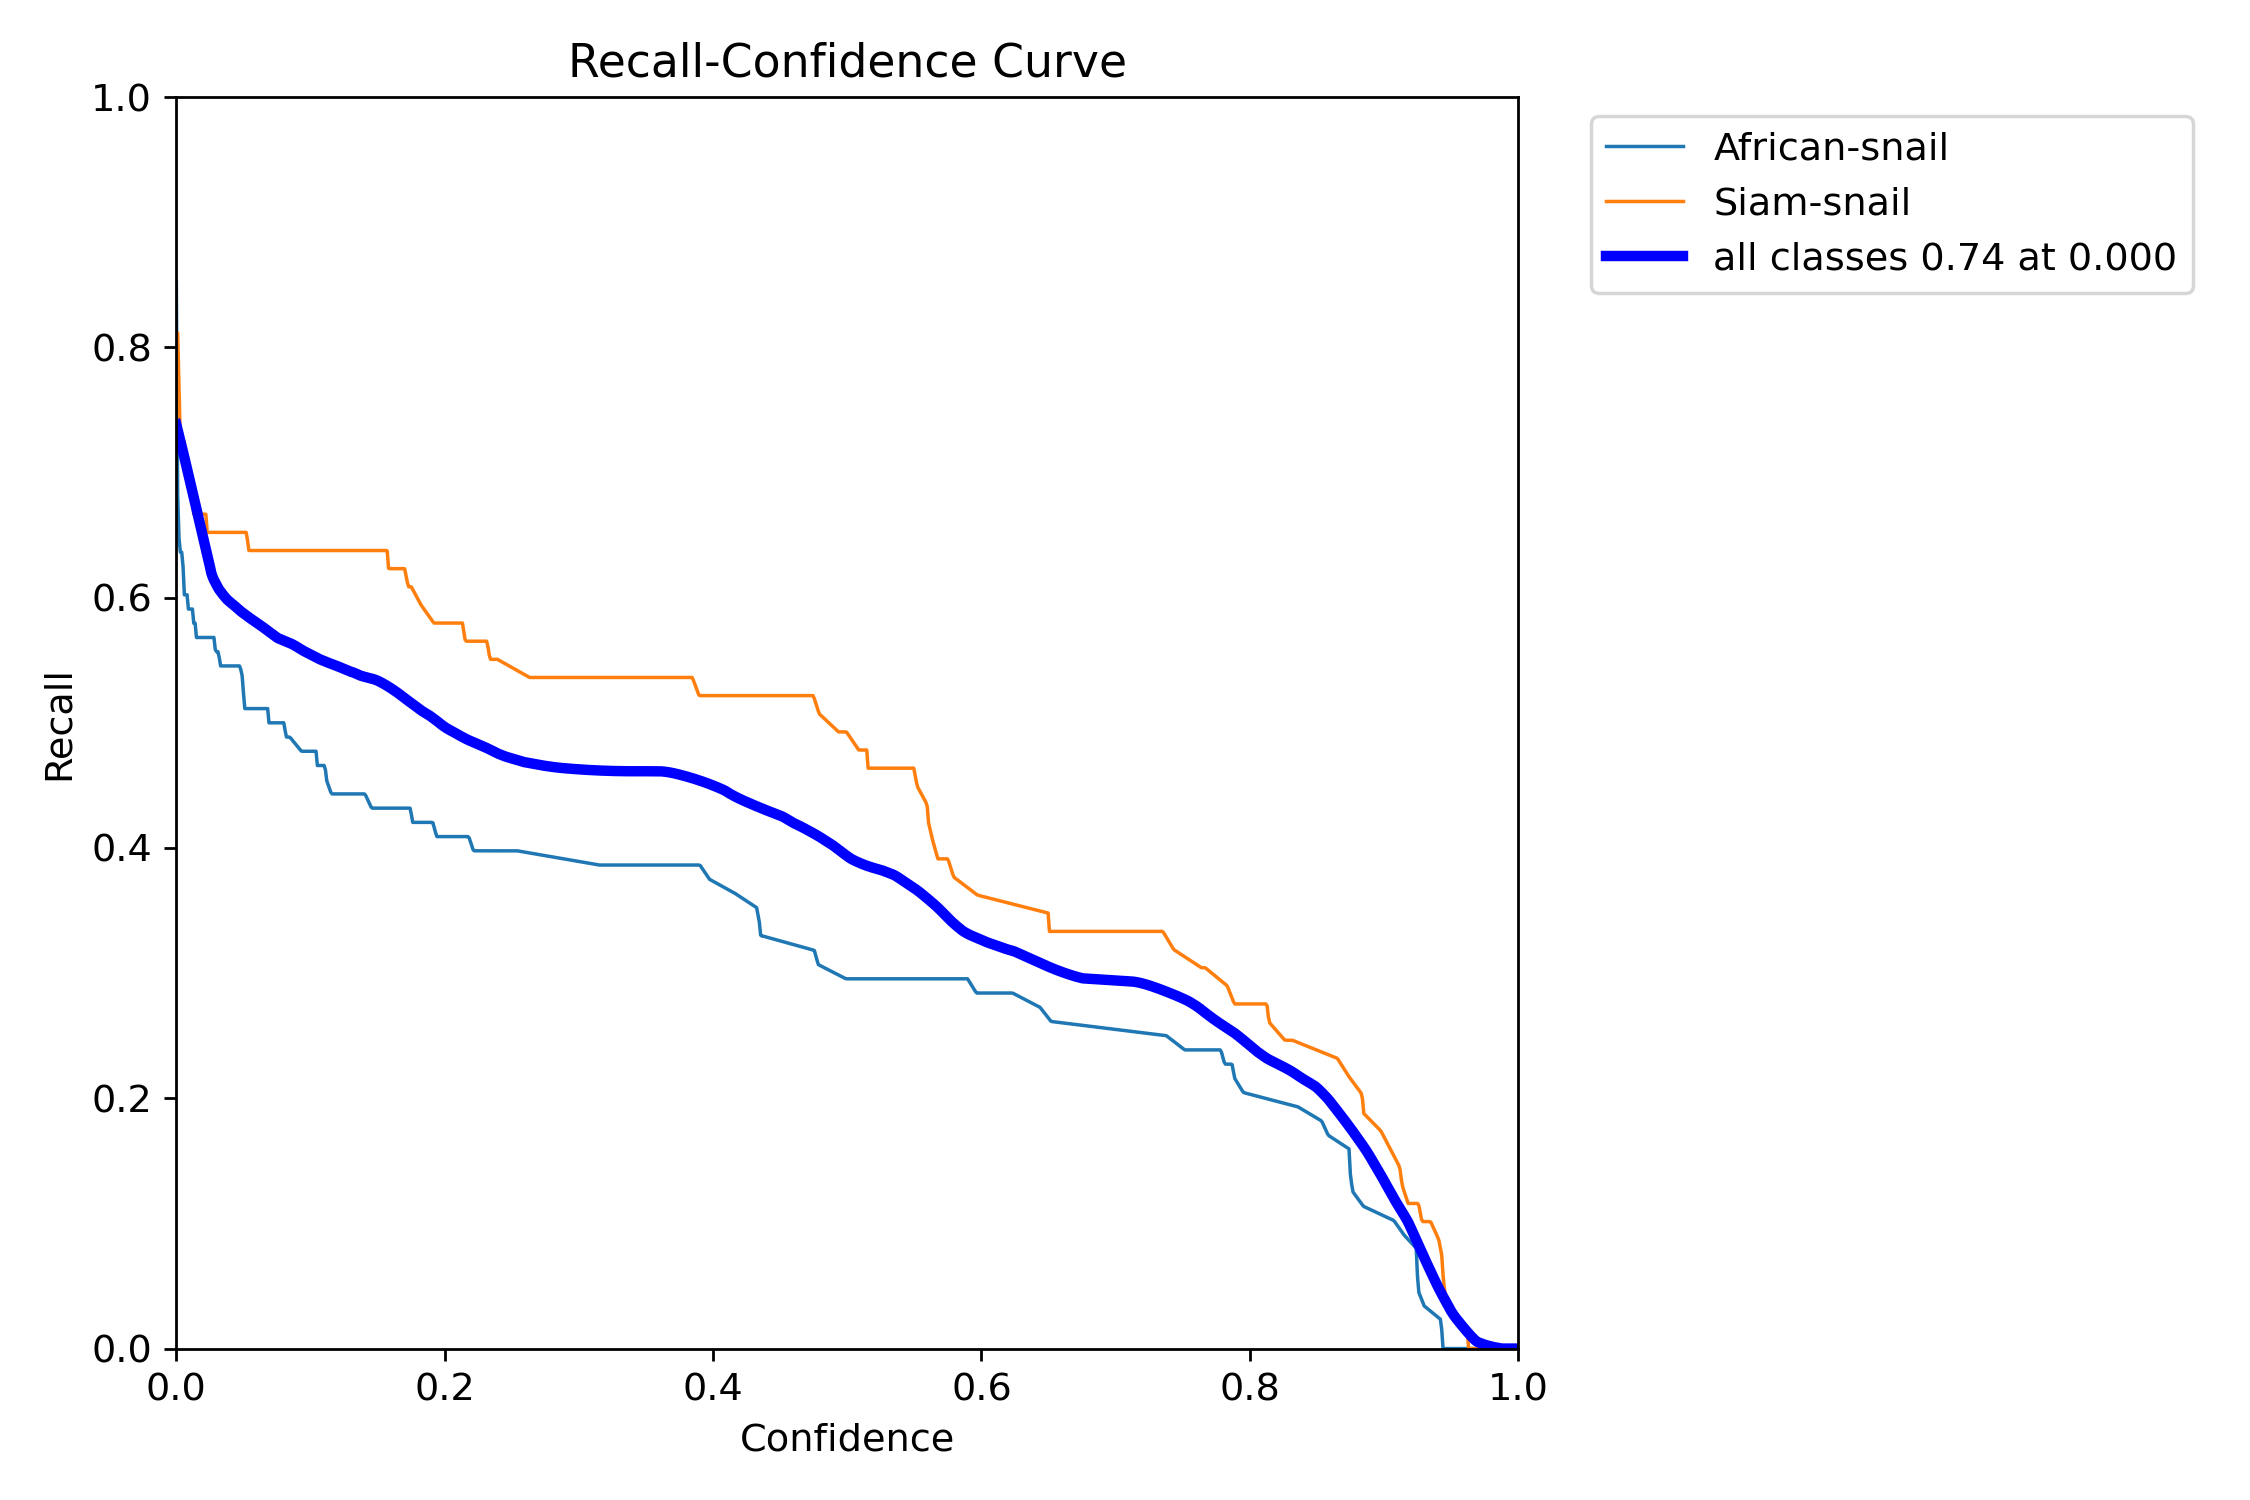 Recall-Confidence Curve
1.0
0.8
0.6
0.4
0.2
0.0
Recall
0.0 0.2 0.4 0.6 0.8 1.0
Confidence
African-snail
Siam-snail
all classes 0.74 at 0.000